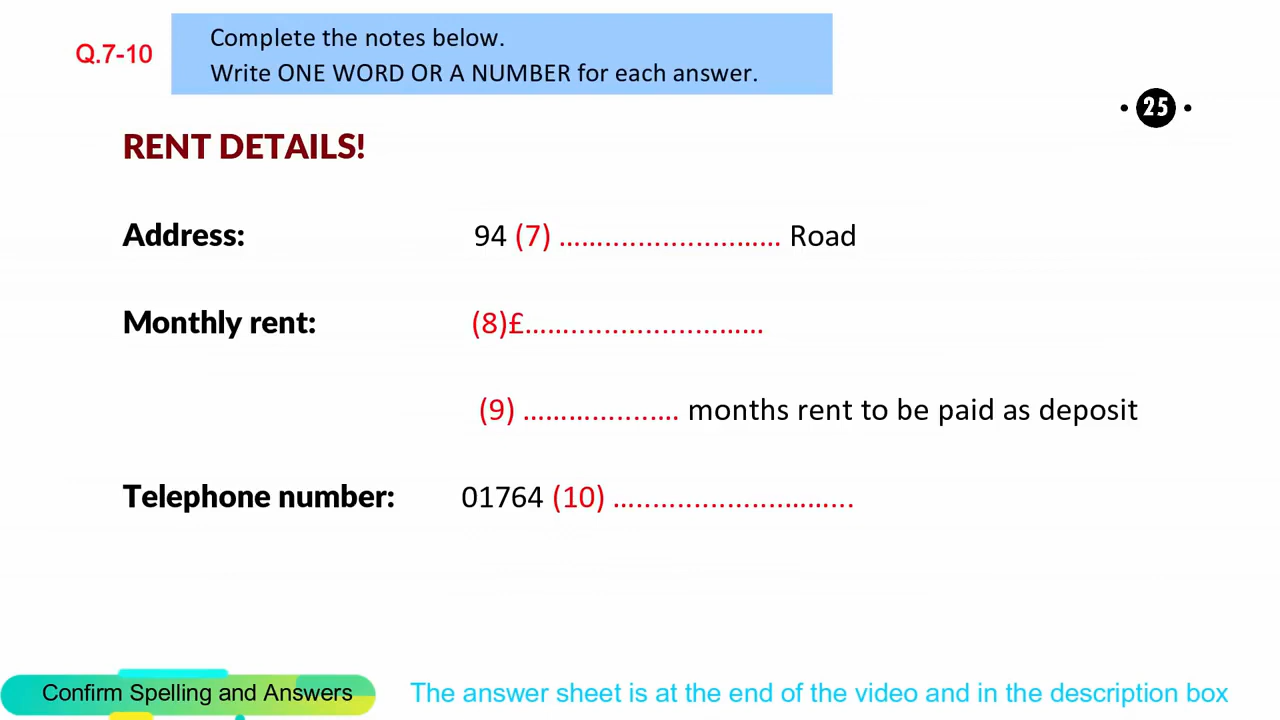 Q.7-10
Complete the notes below.
Write ONE WORD OR A NUMBER for each answer.
25
RENT DETAILS!
Address: 94 (7) .............................. Road
Monthly rent: (8)£..............................
(9) ..................... months rent to be paid as deposit
Telephone number: 01764 (10) ..............................
Confirm Spelling and Answers
The answer sheet is at the end of the video and in the description box